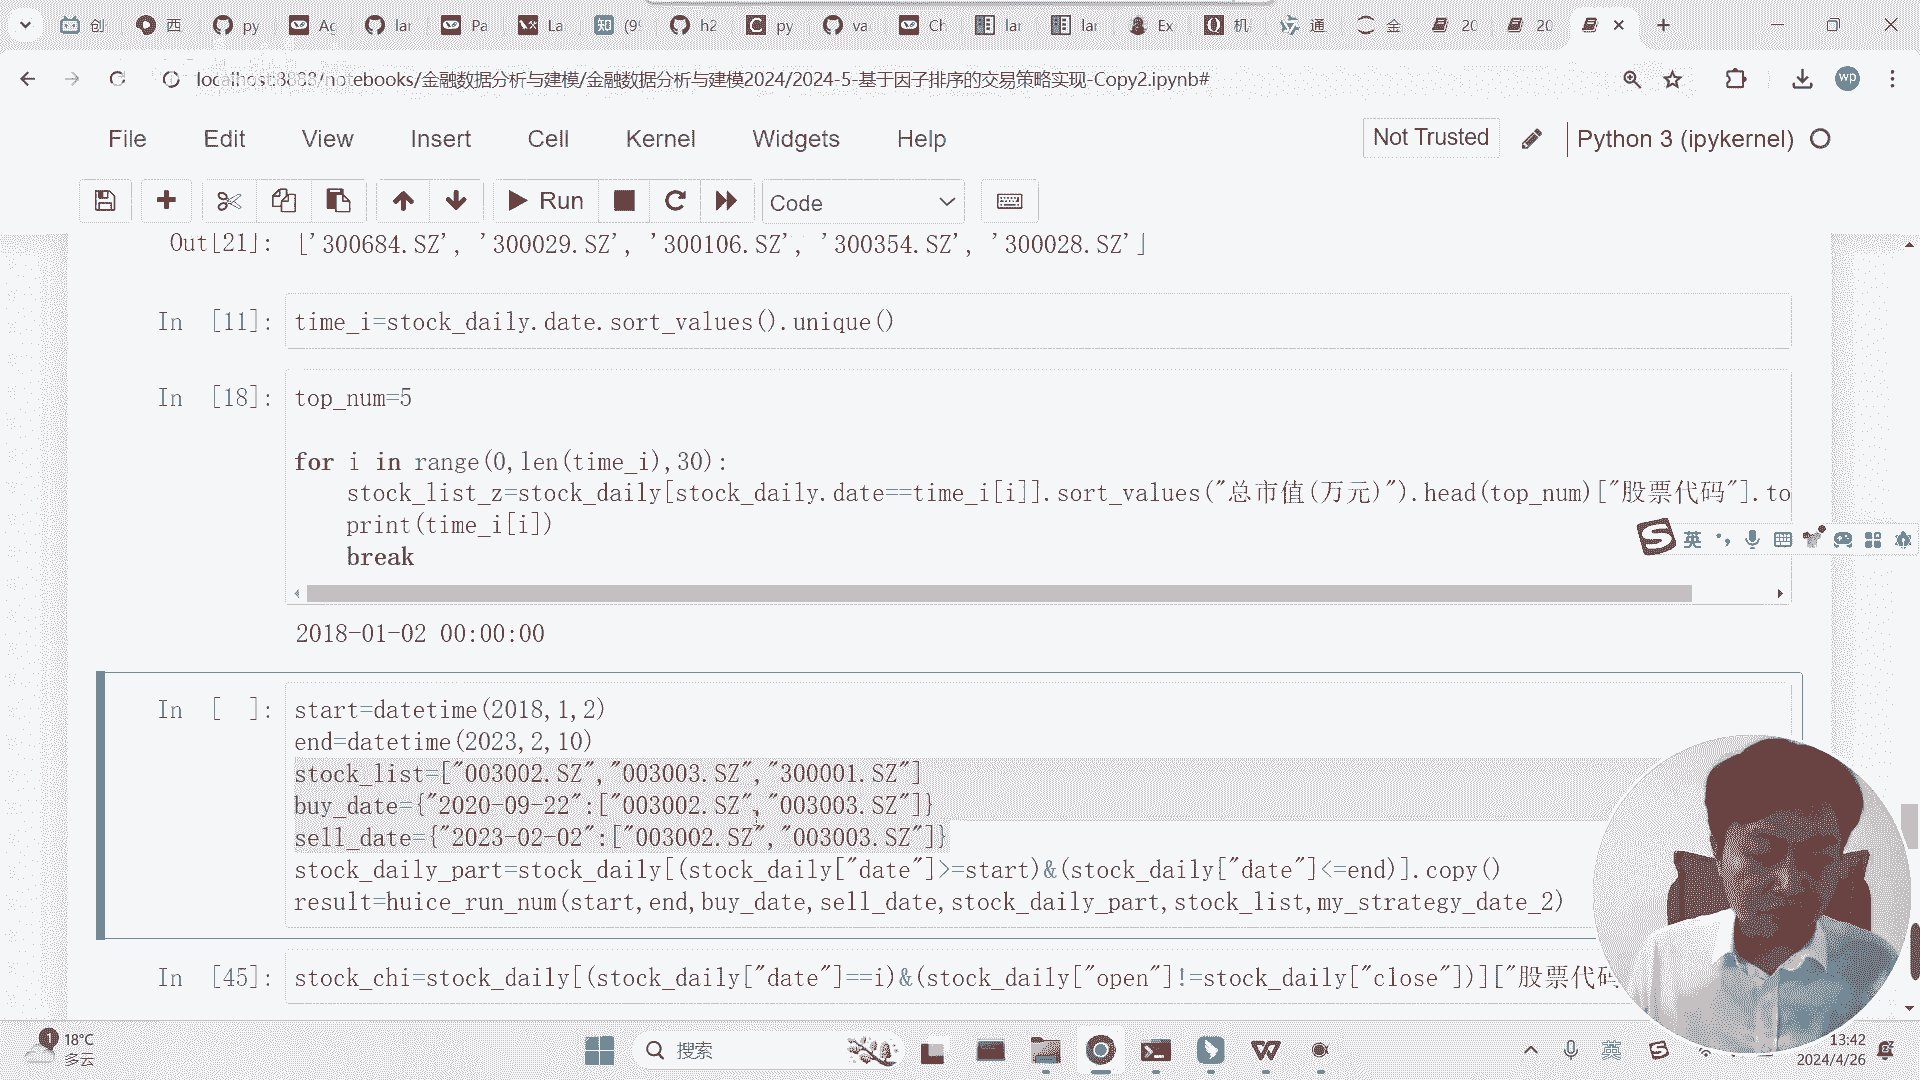 创 西 py Ag lar Pa La 知 (9 h2 py va Ch lar lar Ex 机 通 金 20 20
localhost:8888/notebooks/金融数据分析与建模/金融数据分析与建模2024/2024-5-基于因子排序的交易策略实现-Copy2.ipynb#
wp
File Edit View Insert Cell Kernel Widgets Help
Not Trusted
Python 3 (ipykernel)
Run
Code
Out[21]: ['300684.SZ', '300029.SZ', '300106.SZ', '300354.SZ', '300028.SZ']
In [11]: time_i=stock_daily.date.sort_values().unique()
In [18]: top_num=5
for i in range(0,len(time_i),30):
stock_list_z=stock_daily[stock_daily.date==time_i[i]].sort_values("总市值(万元)").head(top_num)["股票代码"].to
print(time_i[i])
break
英
2018-01-02 00:00:00
In [ ]: start=datetime(2018,1,2)
end=datetime(2023,2,10)
stock_list=["003002.SZ","003003.SZ","300001.SZ"]
buy_date={"2020-09-22":["003002.SZ","003003.SZ"]}
sell_date={"2023-02-02":["003002.SZ","003003.SZ"]}
stock_daily_part=stock_daily[(stock_daily["date"]>=start)&(stock_daily["date"]<=end)].copy()
result=huice_run_num(start,end,buy_date,sell_date,stock_daily_part,stock_list,my_strategy_date_2)
In [45]: stock_chi=stock_daily[(stock_daily["date"]==i)&(stock_daily["open"]!=stock_daily["close"])]["股票代码
1
18°C
多云
搜索
英
13:42
2024/4/26